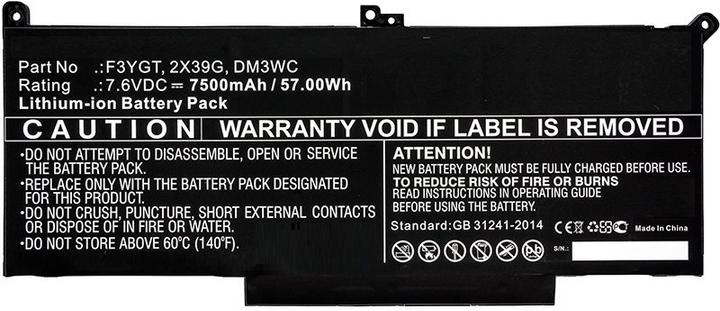 Part No .: F3YGT, 2X39G, DM3WC
Rating .: 7.6VDC ⎓ 7500mAh / 57.00Wh
Lithium-ion Battery Pack
CAUTION WARRANTY VOID IF LABEL IS REMOVED
•DO NOT ATTEMPT TO DISASSEMBLE, OPEN OR SERVICE
THE BATTERY PACK.
•REPLACE ONLY WITH THE BATTERY PACK DESIGNATED
FOR THIS PRODUCT.
•DO NOT CRUSH, PUNCTURE, SHORT EXTERNAL CONTACTS
OR DISPOSE OF IN FIRE OR WATER.
•DO NOT STORE ABOVE 60°C (140°F).
ATTENTION!
NEW BATTERY PACK MUST BE FULLY CHARGED BEFORE USE.
TO REDUCE RISK OF FIRE OR BURNS
READ INSTRUCTIONS IN OPERATING GUIDE
BEFORE USING THE BATTERY.
Standard: GB 31241-2014
CE Made In China
S/N.: